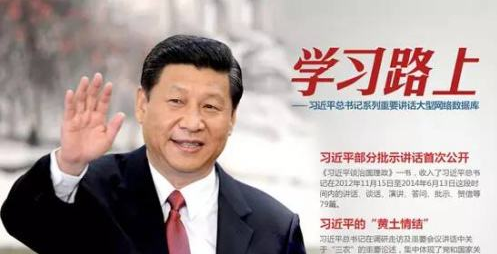 学习路上
——习近平总书记系列重要讲话大型网络数据库
习近平部分批示讲话首次公开
《习近平谈治国理政》一书，收入了习近平总书
记在2012年11月15日至2014年6月13日这段时
间内的讲话、谈话、演讲、答问、批示、贺信等
79篇。
习近平的“黄土情结”
习近平总书记在调研走访及重要会议讲话中关
于“三农”的重要论述，集中体现了党和国家关